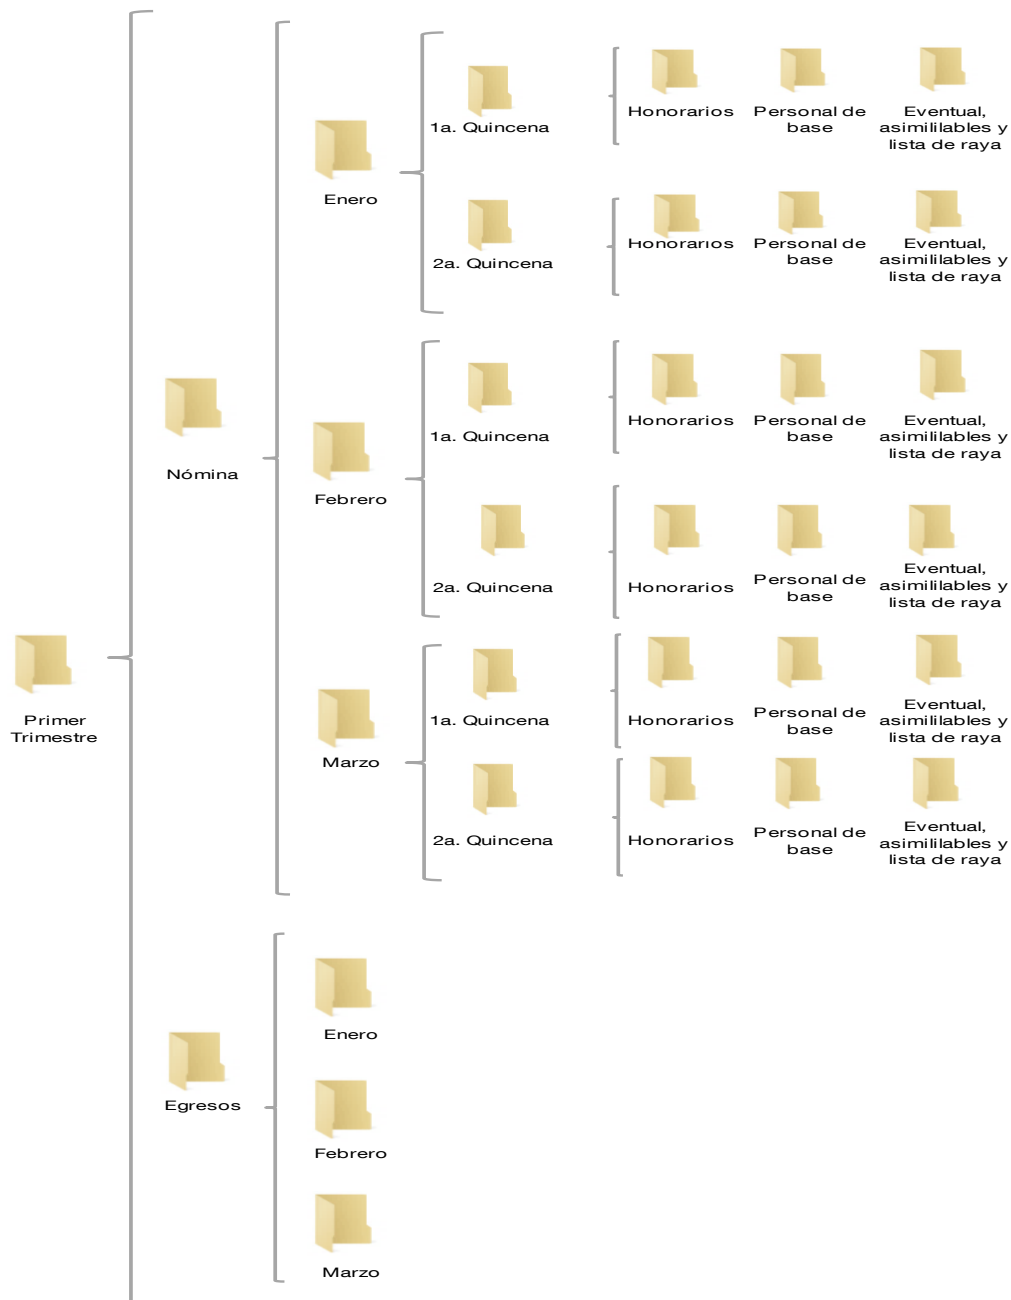 Honorarios
Personal de
base
Eventual,
asimililables y
lista de raya
1a. Quincena
Enero
Honorarios
Personal de
base
Eventual,
asimililables y
lista de raya
2a. Quincena
Honorarios
Personal de
base
Eventual,
asimililables y
lista de raya
1a. Quincena
Nómina
Febrero
Honorarios
Personal de
base
Eventual,
asimililables y
lista de raya
2a. Quincena
Primer
Trimestre
Honorarios
Personal de
base
Eventual,
asimililables y
lista de raya
1a. Quincena
Marzo
Honorarios
Personal de
base
Eventual,
asimililables y
lista de raya
2a. Quincena
Enero
Egresos
Febrero
Marzo